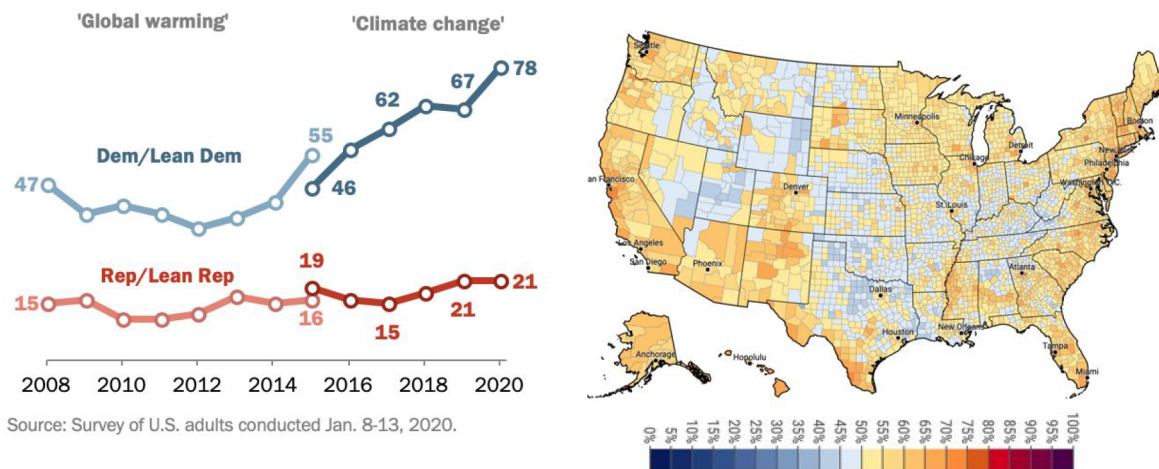 'Global warming' 'Climate change'
78
67
62
55
Dem/Lean Dem
47
46
Rep/Lean Rep
19
15
16
15
21
21
2008 2010 2012 2014 2016 2018 2020
Source: Survey of U.S. adults conducted Jan. 8-13, 2020.
Seattle
Minneapolis
Boston
Detroit
New York
Chicago
Philadelphia
an Francisco
Denver
Washington, D.C.
St. Louis
Los Angeles
San Diego
Phoenix
Atlanta
Dallas
Houston
New Orleans
Anchorage
Honolulu
Tampa
Miami
0% 5% 10% 15% 20% 25% 30% 35% 40% 45% 50% 55% 60% 65% 70% 75% 80% 85% 90% 95% 100%